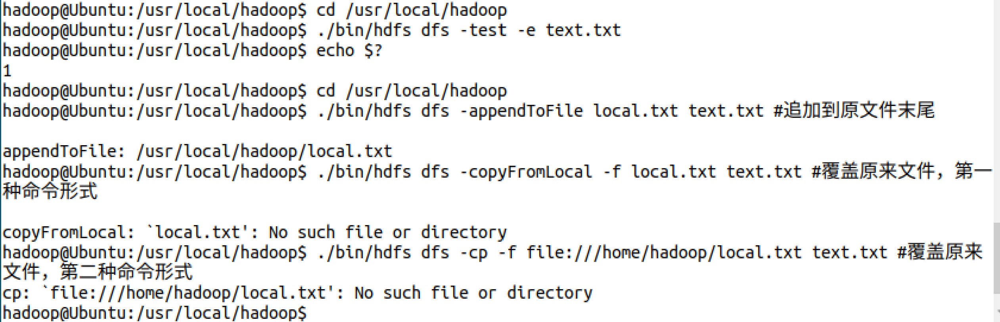 hadoop@Ubuntu:/usr/local/hadoop$ cd /usr/local/hadoop
hadoop@Ubuntu:/usr/local/hadoop$ ./bin/hdfs dfs -test -e text.txt
hadoop@Ubuntu:/usr/local/hadoop$ echo $?
1
hadoop@Ubuntu:/usr/local/hadoop$ cd /usr/local/hadoop
hadoop@Ubuntu:/usr/local/hadoop$ ./bin/hdfs dfs -appendToFile local.txt text.txt #追加到原文件末尾
appendToFile: /usr/local/hadoop/local.txt
hadoop@Ubuntu:/usr/local/hadoop$ ./bin/hdfs dfs -copyFromLocal -f local.txt text.txt #覆盖原来文件，第一
种命令形式
copyFromLocal: `local.txt': No such file or directory
hadoop@Ubuntu:/usr/local/hadoop$ ./bin/hdfs dfs -cp -f file:///home/hadoop/local.txt text.txt #覆盖原来
文件，第二种命令形式
cp: `file:///home/hadoop/local.txt': No such file or directory
hadoop@Ubuntu:/usr/local/hadoop$